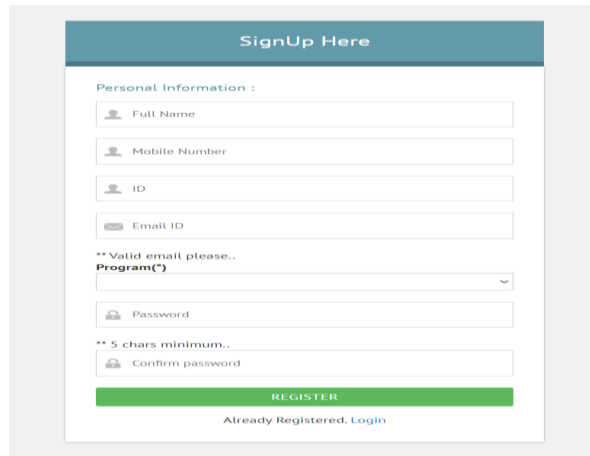 SignUp Here
Personal Information :
Full Name
Mobile Number
ID
Email ID
** Valid email please..
Program(*)
Password
** 5 chars minimum..
Confirm password
REGISTER
Already Registered. Login